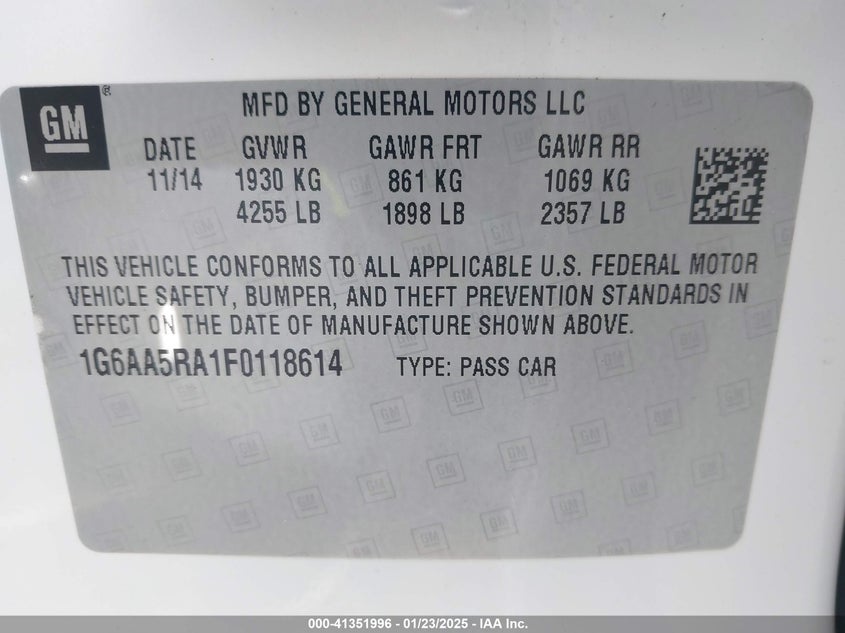 GM®
MFD BY GENERAL MOTORS LLC
DATE GVWR GAWR FRT GAWR RR
11/14 1930 KG 861 KG 1069 KG
4255 LB 1898 LB 2357 LB
THIS VEHICLE CONFORMS TO ALL APPLICABLE U.S. FEDERAL MOTOR
VEHICLE SAFETY, BUMPER, AND THEFT PREVENTION STANDARDS IN
EFFECT ON THE DATE OF MANUFACTURE SHOWN ABOVE.
1G6AA5RA1F0118614 TYPE: PASS CAR
000-41351996 - 01/23/2025 - IAA Inc.